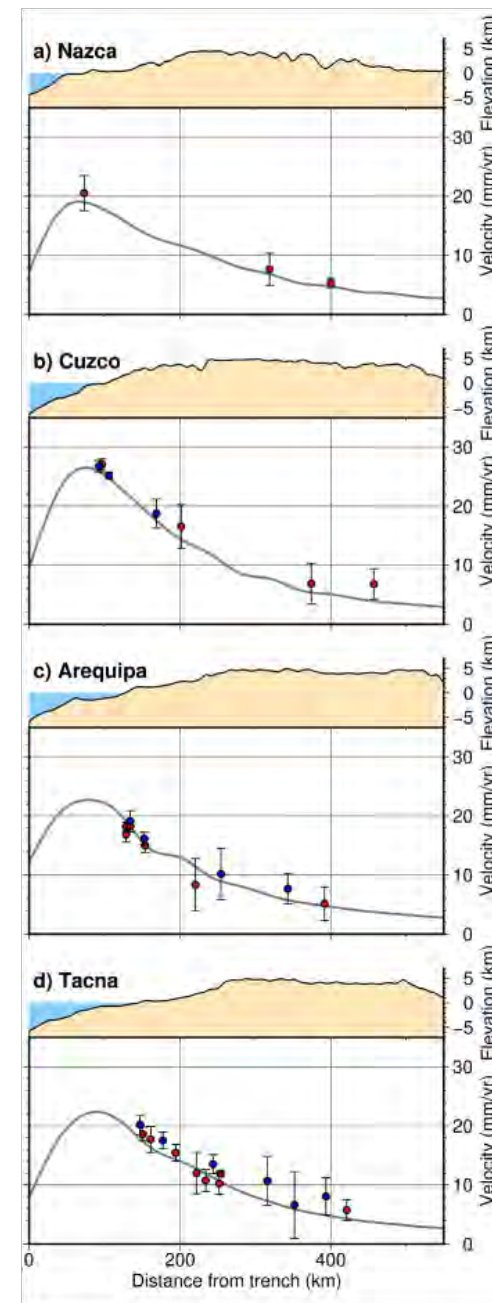 a) Nazca
5
0
−5
Elevation (km)
30
20
10
0
Velocity (mm/yr)
b) Cuzco
5
0
−5
Elevation (km)
30
20
10
0
Velocity (mm/yr)
c) Arequipa
5
0
−5
Elevation (km)
30
20
10
0
Velocity (mm/yr)
d) Tacna
5
0
−5
Elevation (km)
30
20
10
0
Velocity (mm/yr)
0 200 400
Distance from trench (km)